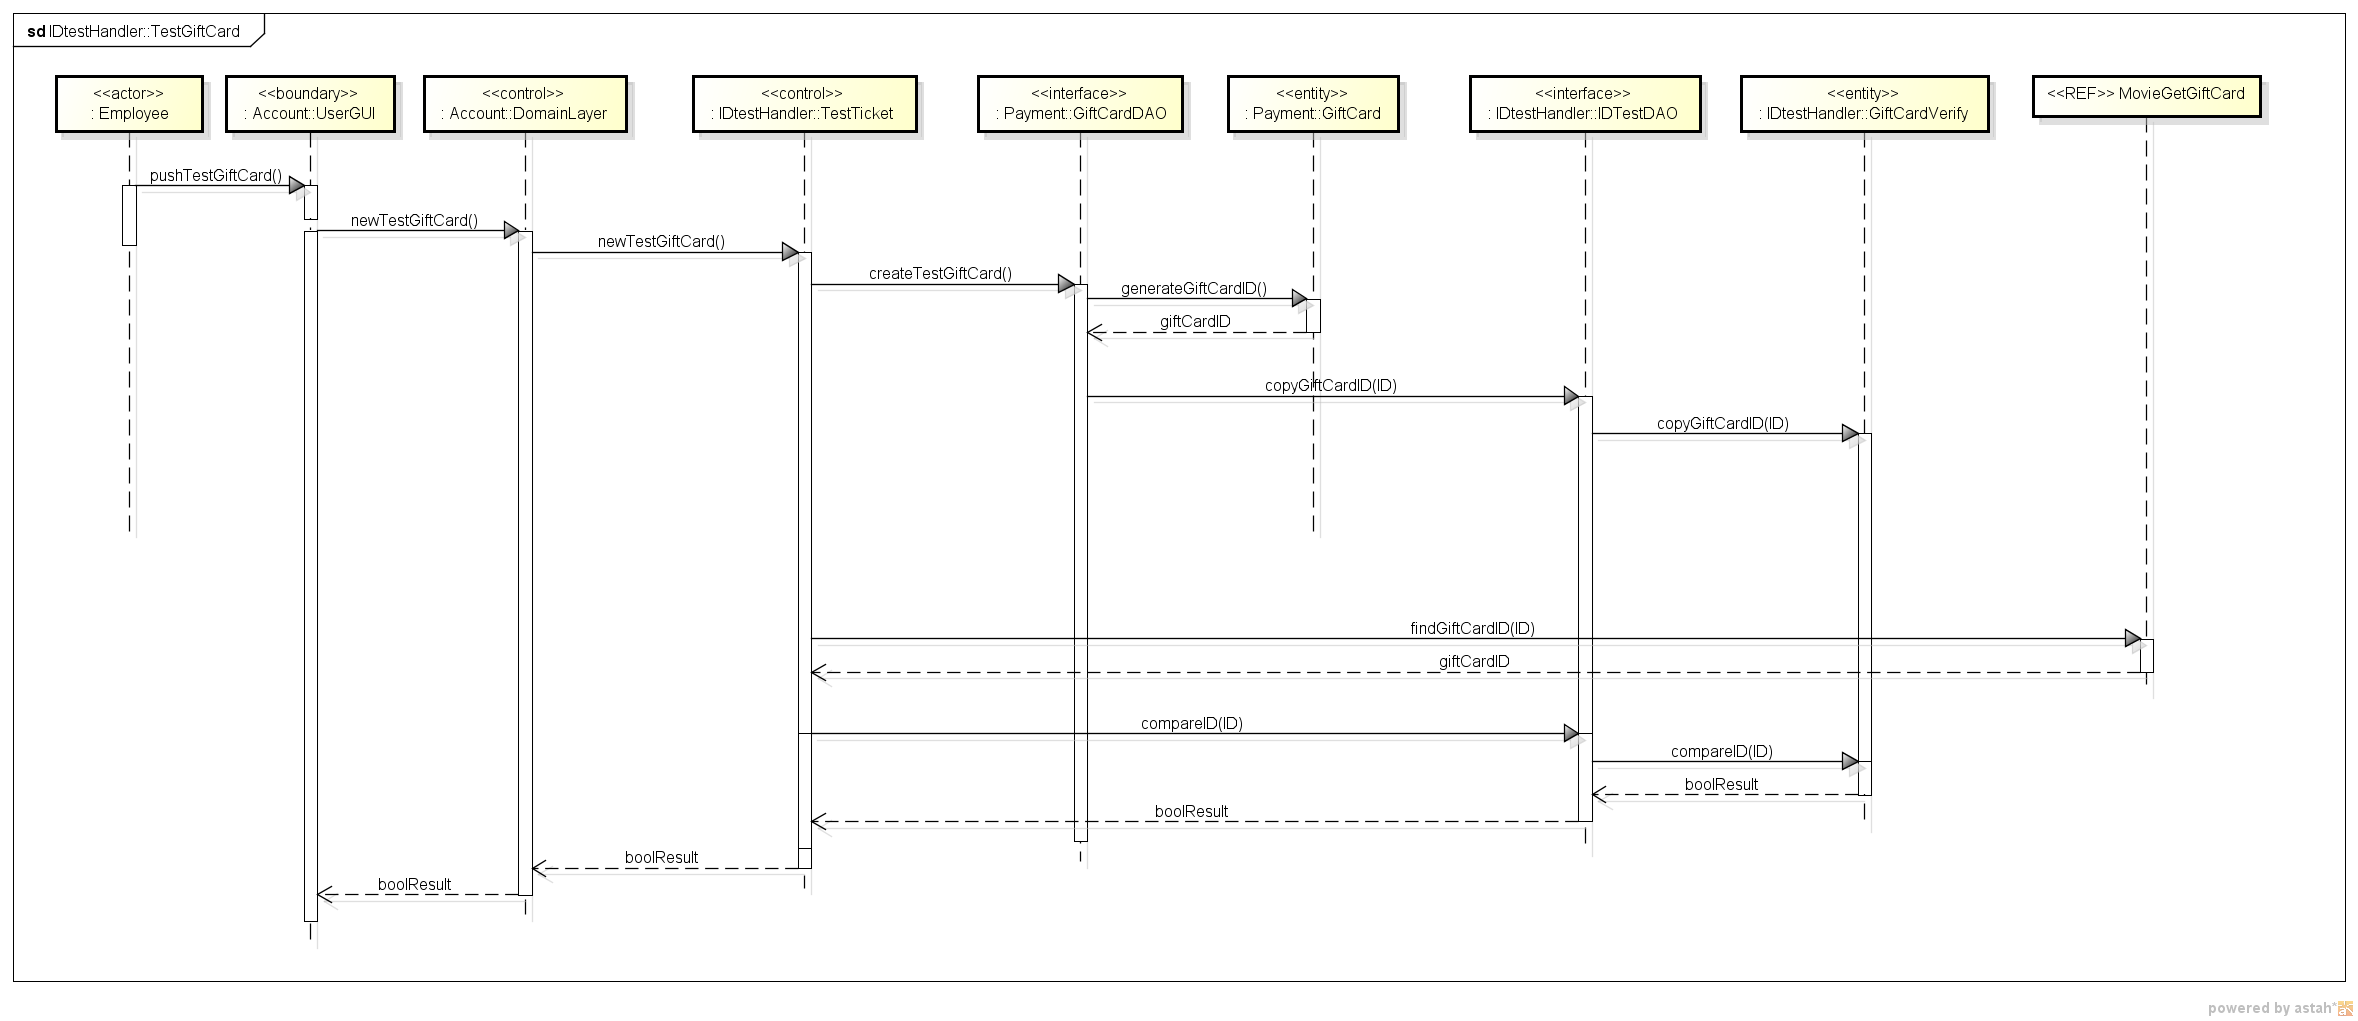 sd IDtestHandler::TestGiftCard
<<actor>>
: Employee
<<boundary>>
: Account::UserGUI
<<control>>
: Account::DomainLayer
<<control>>
: IDtestHandler::TestTicket
<<interface>>
: Payment::GiftCardDAO
<<entity>>
: Payment::GiftCard
<<interface>>
: IDtestHandler::IDTestDAO
<<entity>>
: IDtestHandler::GiftCardVerify
<<REF>> MovieGetGiftCard
pushTestGiftCard()
newTestGiftCard()
newTestGiftCard()
createTestGiftCard()
generateGiftCardID()
giftCardID
copyGiftCardID(ID)
copyGiftCardID(ID)
findGiftCardID(ID)
giftCardID
compareID(ID)
compareID(ID)
boolResult
boolResult
boolResult
boolResult
powered by astah*